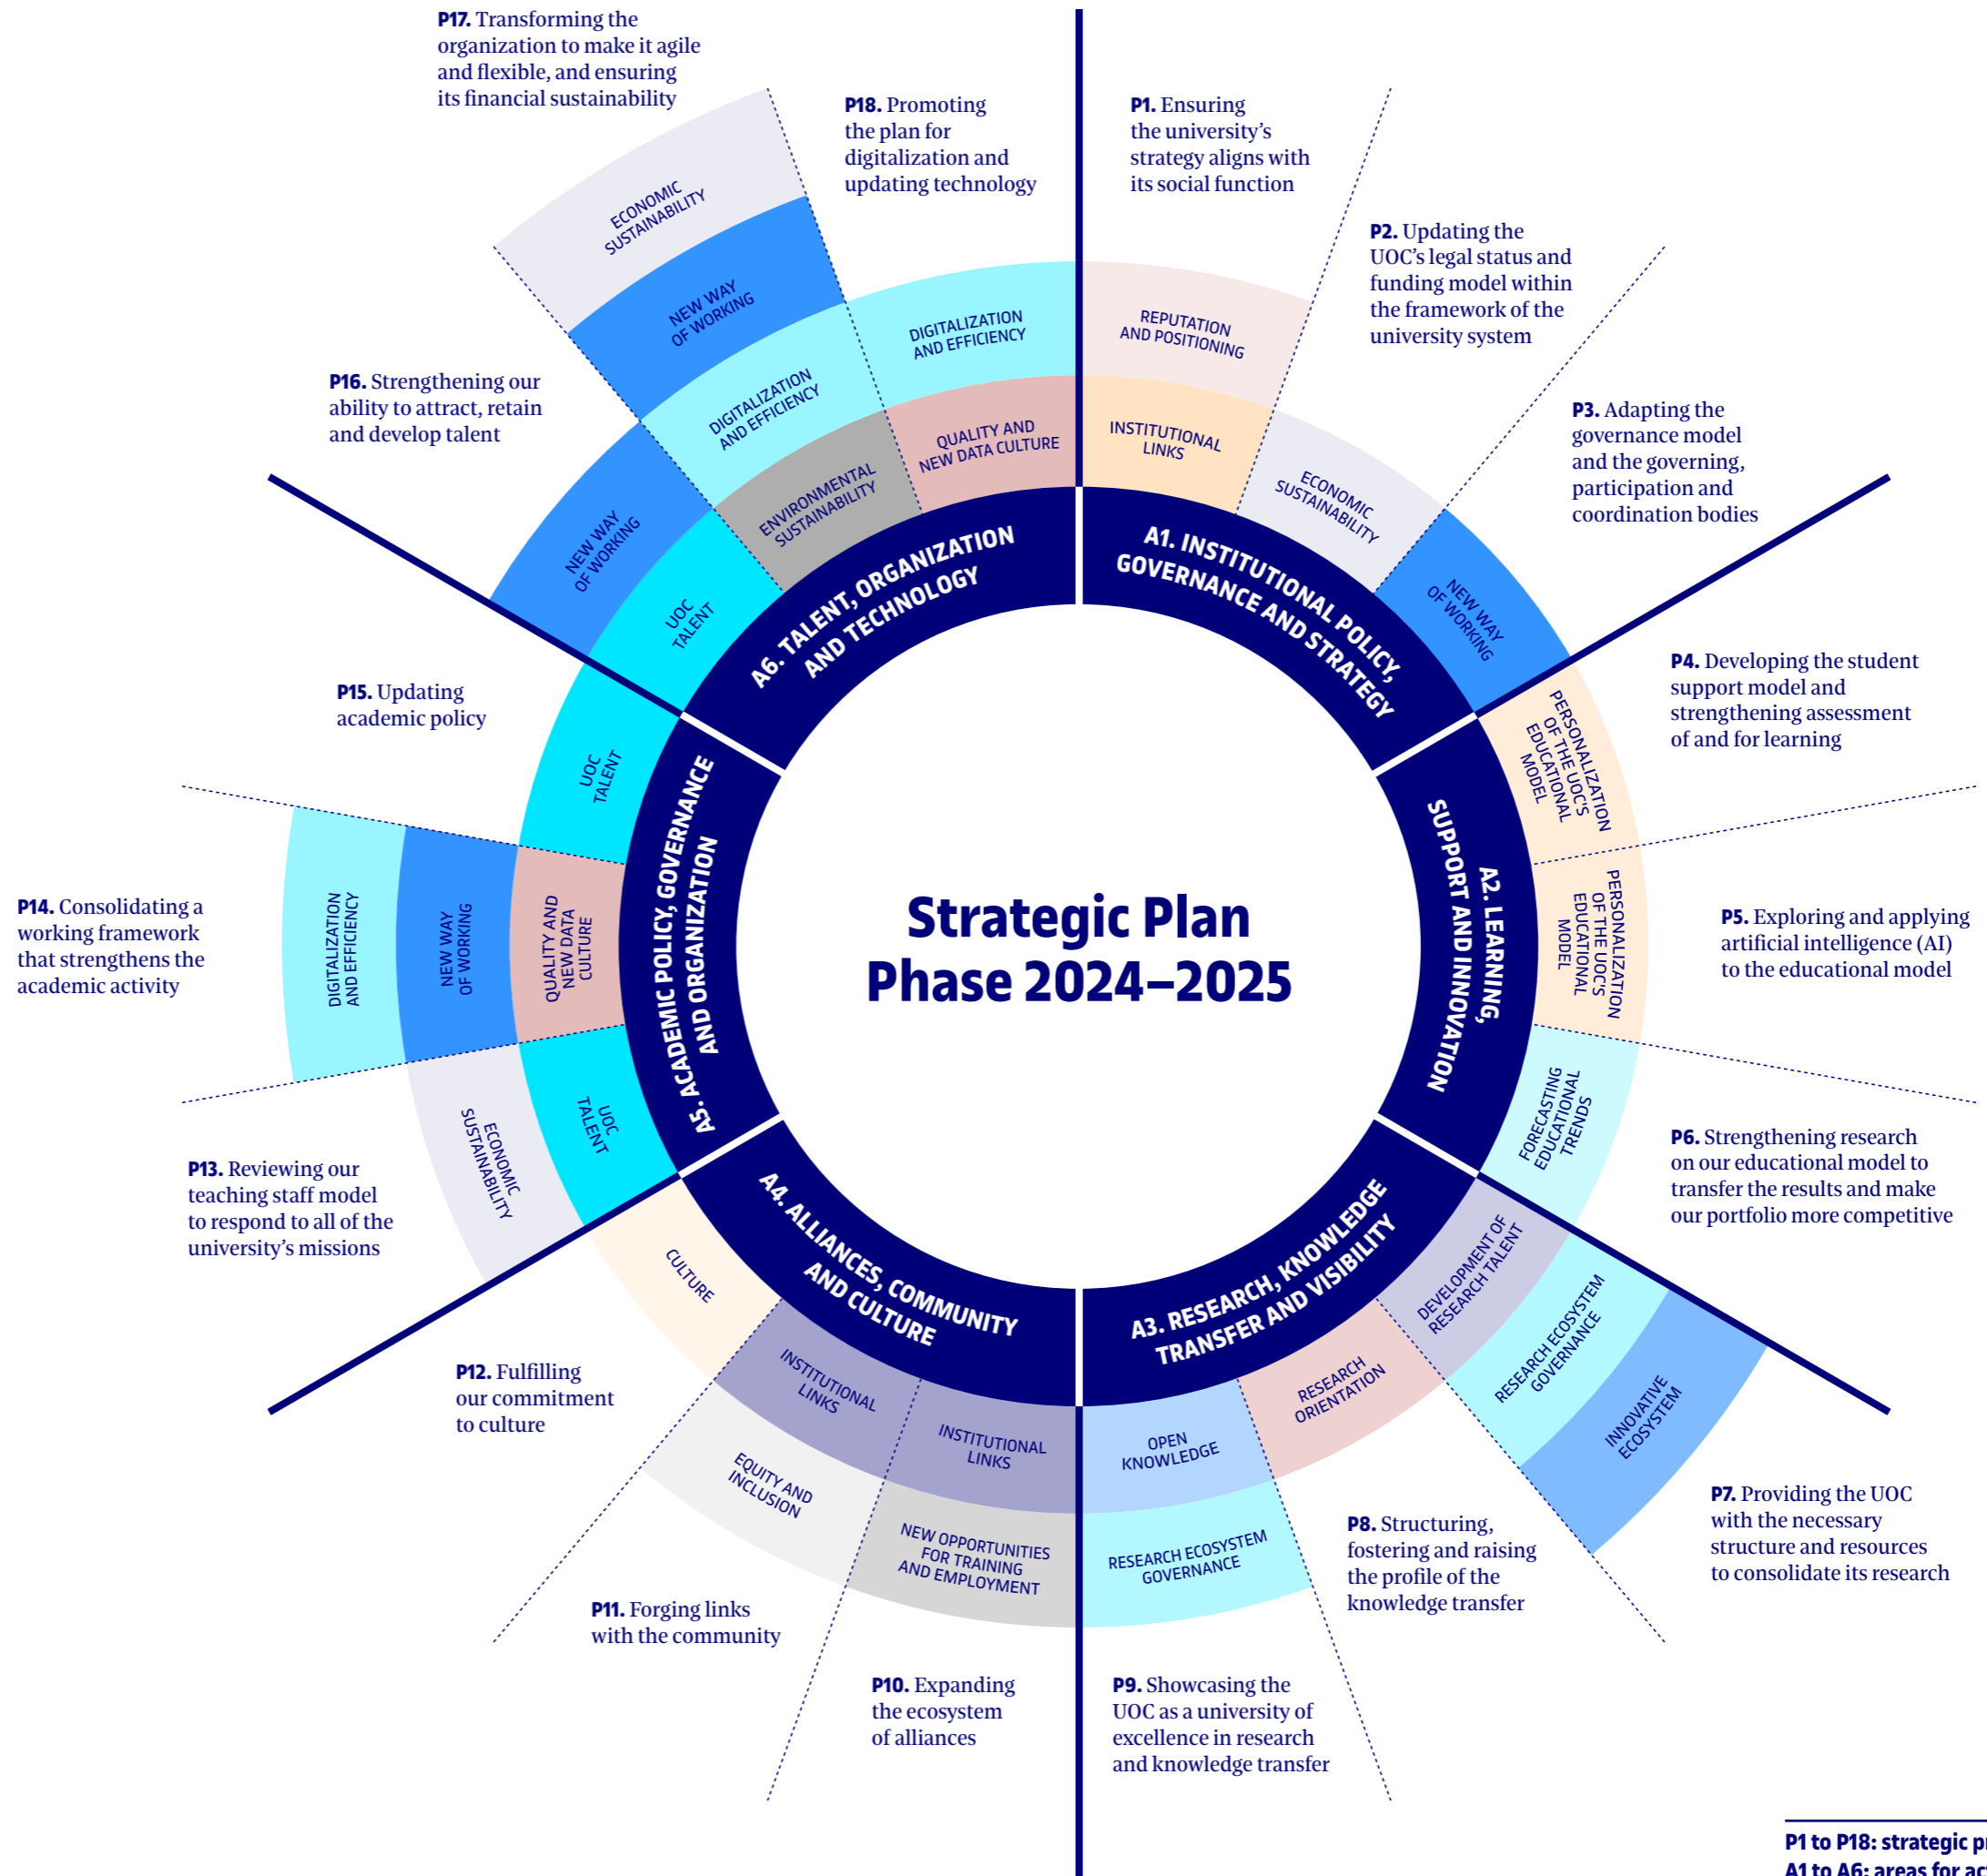 Strategic Plan
Phase 2024–2025
A1. INSTITUTIONAL POLICY,
GOVERNANCE AND STRATEGY
P1. Ensuring
the university's
strategy aligns with
its social function
REPUTATION
AND POSITIONING
INSTITUTIONAL
LINKS
P2. Updating the
UOC's legal status and
funding model within
the framework of the
university system
ECONOMIC
SUSTAINABILITY
P3. Adapting the
governance model
and the governing,
participation and
coordination bodies
NEW WAY
OF WORKING
A2. LEARNING,
SUPPORT AND INNOVATION
P4. Developing the student
support model and
strengthening assessment
of and for learning
PERSONALIZATION
OF THE UOC'S
EDUCATIONAL
MODEL
P5. Exploring and applying
artificial intelligence (AI)
to the educational model
PERSONALIZATION
OF THE UOC'S
EDUCATIONAL
MODEL
P6. Strengthening research
on our educational model to
transfer the results and make
our portfolio more competitive
FORECASTING
EDUCATIONAL
TRENDS
A3. RESEARCH, KNOWLEDGE
TRANSFER AND VISIBILITY
P7. Providing the UOC
with the necessary
structure and resources
to consolidate its research
DEVELOPMENT OF
RESEARCH TALENT
RESEARCH ECOSYSTEM
GOVERNANCE
INNOVATIVE
ECOSYSTEM
P8. Structuring,
fostering and raising
the profile of the
knowledge transfer
RESEARCH
ORIENTATION
P9. Showcasing the
UOC as a university of
excellence in research
and knowledge transfer
OPEN
KNOWLEDGE
RESEARCH ECOSYSTEM
GOVERNANCE
A4. ALLIANCES, COMMUNITY
AND CULTURE
P10. Expanding
the ecosystem
of alliances
INSTITUTIONAL
LINKS
NEW OPPORTUNITIES
FOR TRAINING
AND EMPLOYMENT
P11. Forging links
with the community
INSTITUTIONAL
LINKS
EQUITY AND
INCLUSION
P12. Fulfilling
our commitment
to culture
CULTURE
A5. ACADEMIC POLICY, GOVERNANCE
AND ORGANIZATION
P13. Reviewing our
teaching staff model
to respond to all of the
university's missions
UOC
TALENT
ECONOMIC
SUSTAINABILITY
P14. Consolidating a
working framework
that strengthens the
academic activity
DIGITALIZATION
AND EFFICIENCY
NEW WAY
OF WORKING
QUALITY AND
NEW DATA
CULTURE
P15. Updating
academic policy
UOC
TALENT
A6. TALENT, ORGANIZATION
AND TECHNOLOGY
P16. Strengthening our
ability to attract, retain
and develop talent
NEW WAY
OF WORKING
UOC
TALENT
P17. Transforming the
organization to make it agile
and flexible, and ensuring
its financial sustainability
ECONOMIC
SUSTAINABILITY
NEW WAY
OF WORKING
DIGITALIZATION
AND EFFICIENCY
ENVIRONMENTAL
SUSTAINABILITY
P18. Promoting
the plan for
digitalization and
updating technology
DIGITALIZATION
AND EFFICIENCY
QUALITY AND
NEW DATA CULTURE
P1 to P18: strategic
A1 to A6: areas for